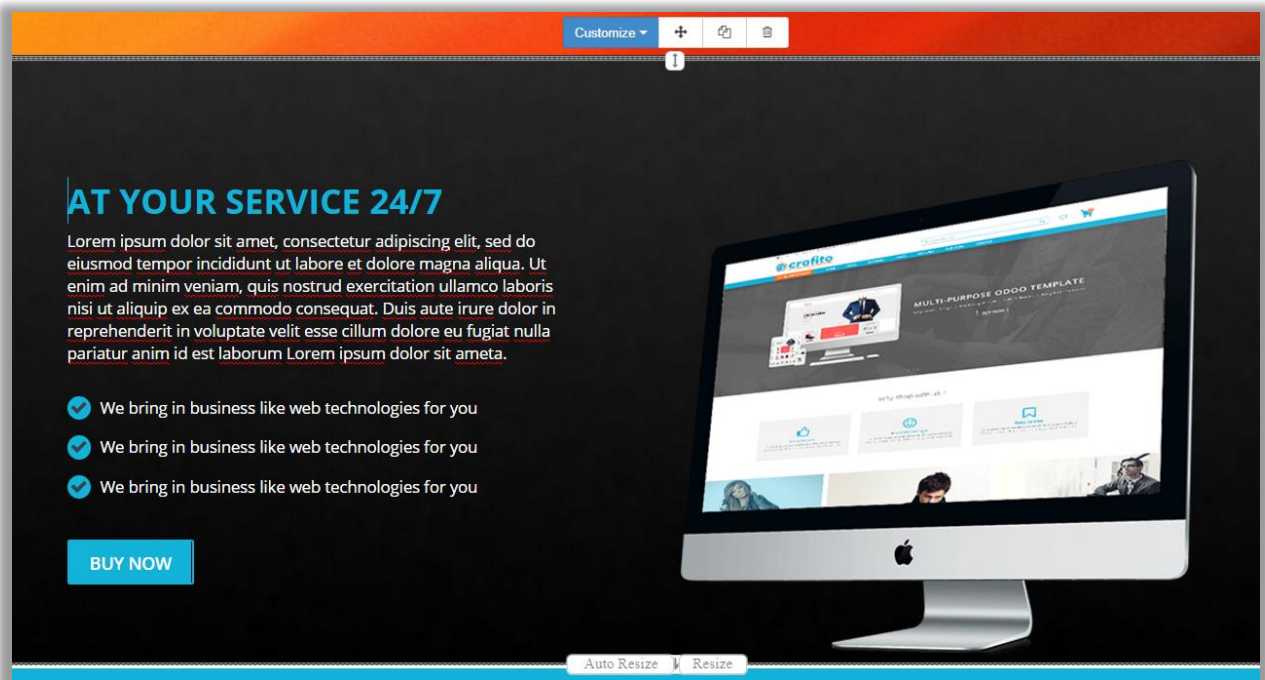 Customize
AT YOUR SERVICE 24/7
Lorem ipsum dolor sit amet, consectetur adipiscing elit, sed do
eiusmod tempor incididunt ut labore et dolore magna aliqua. Ut
enim ad minim veniam, quis nostrud exercitation ullamco laboris
nisi ut aliquip ex ea commodo consequat. Duis aute irure dolor in
reprehenderit in voluptate velit esse cillum dolore eu fugiat nulla
pariatur anim id est laborum Lorem ipsum dolor sit ameta.
We bring in business like web technologies for you
We bring in business like web technologies for you
We bring in business like web technologies for you
BUY NOW
crafito
MULTI-PURPOSE ODOO TEMPLATE
Why shop with us ?
Auto Resize
Resize